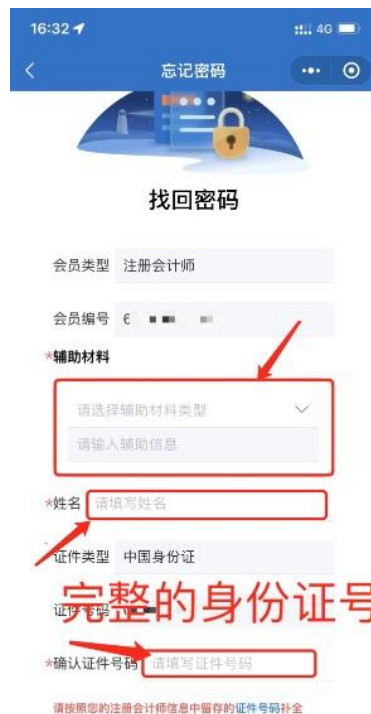 16:32
4G
忘记密码
找回密码
会员类型 注册会计师
会员编号
*辅助材料
请选择辅助材料类型
请输入辅助信息
*姓名 请填写姓名
证件类型 中国身份证
完整的身份证号
证件号码
*确认证件号码 请填写证件号码
请按照您的注册会计师信息中留存的证件号码补全